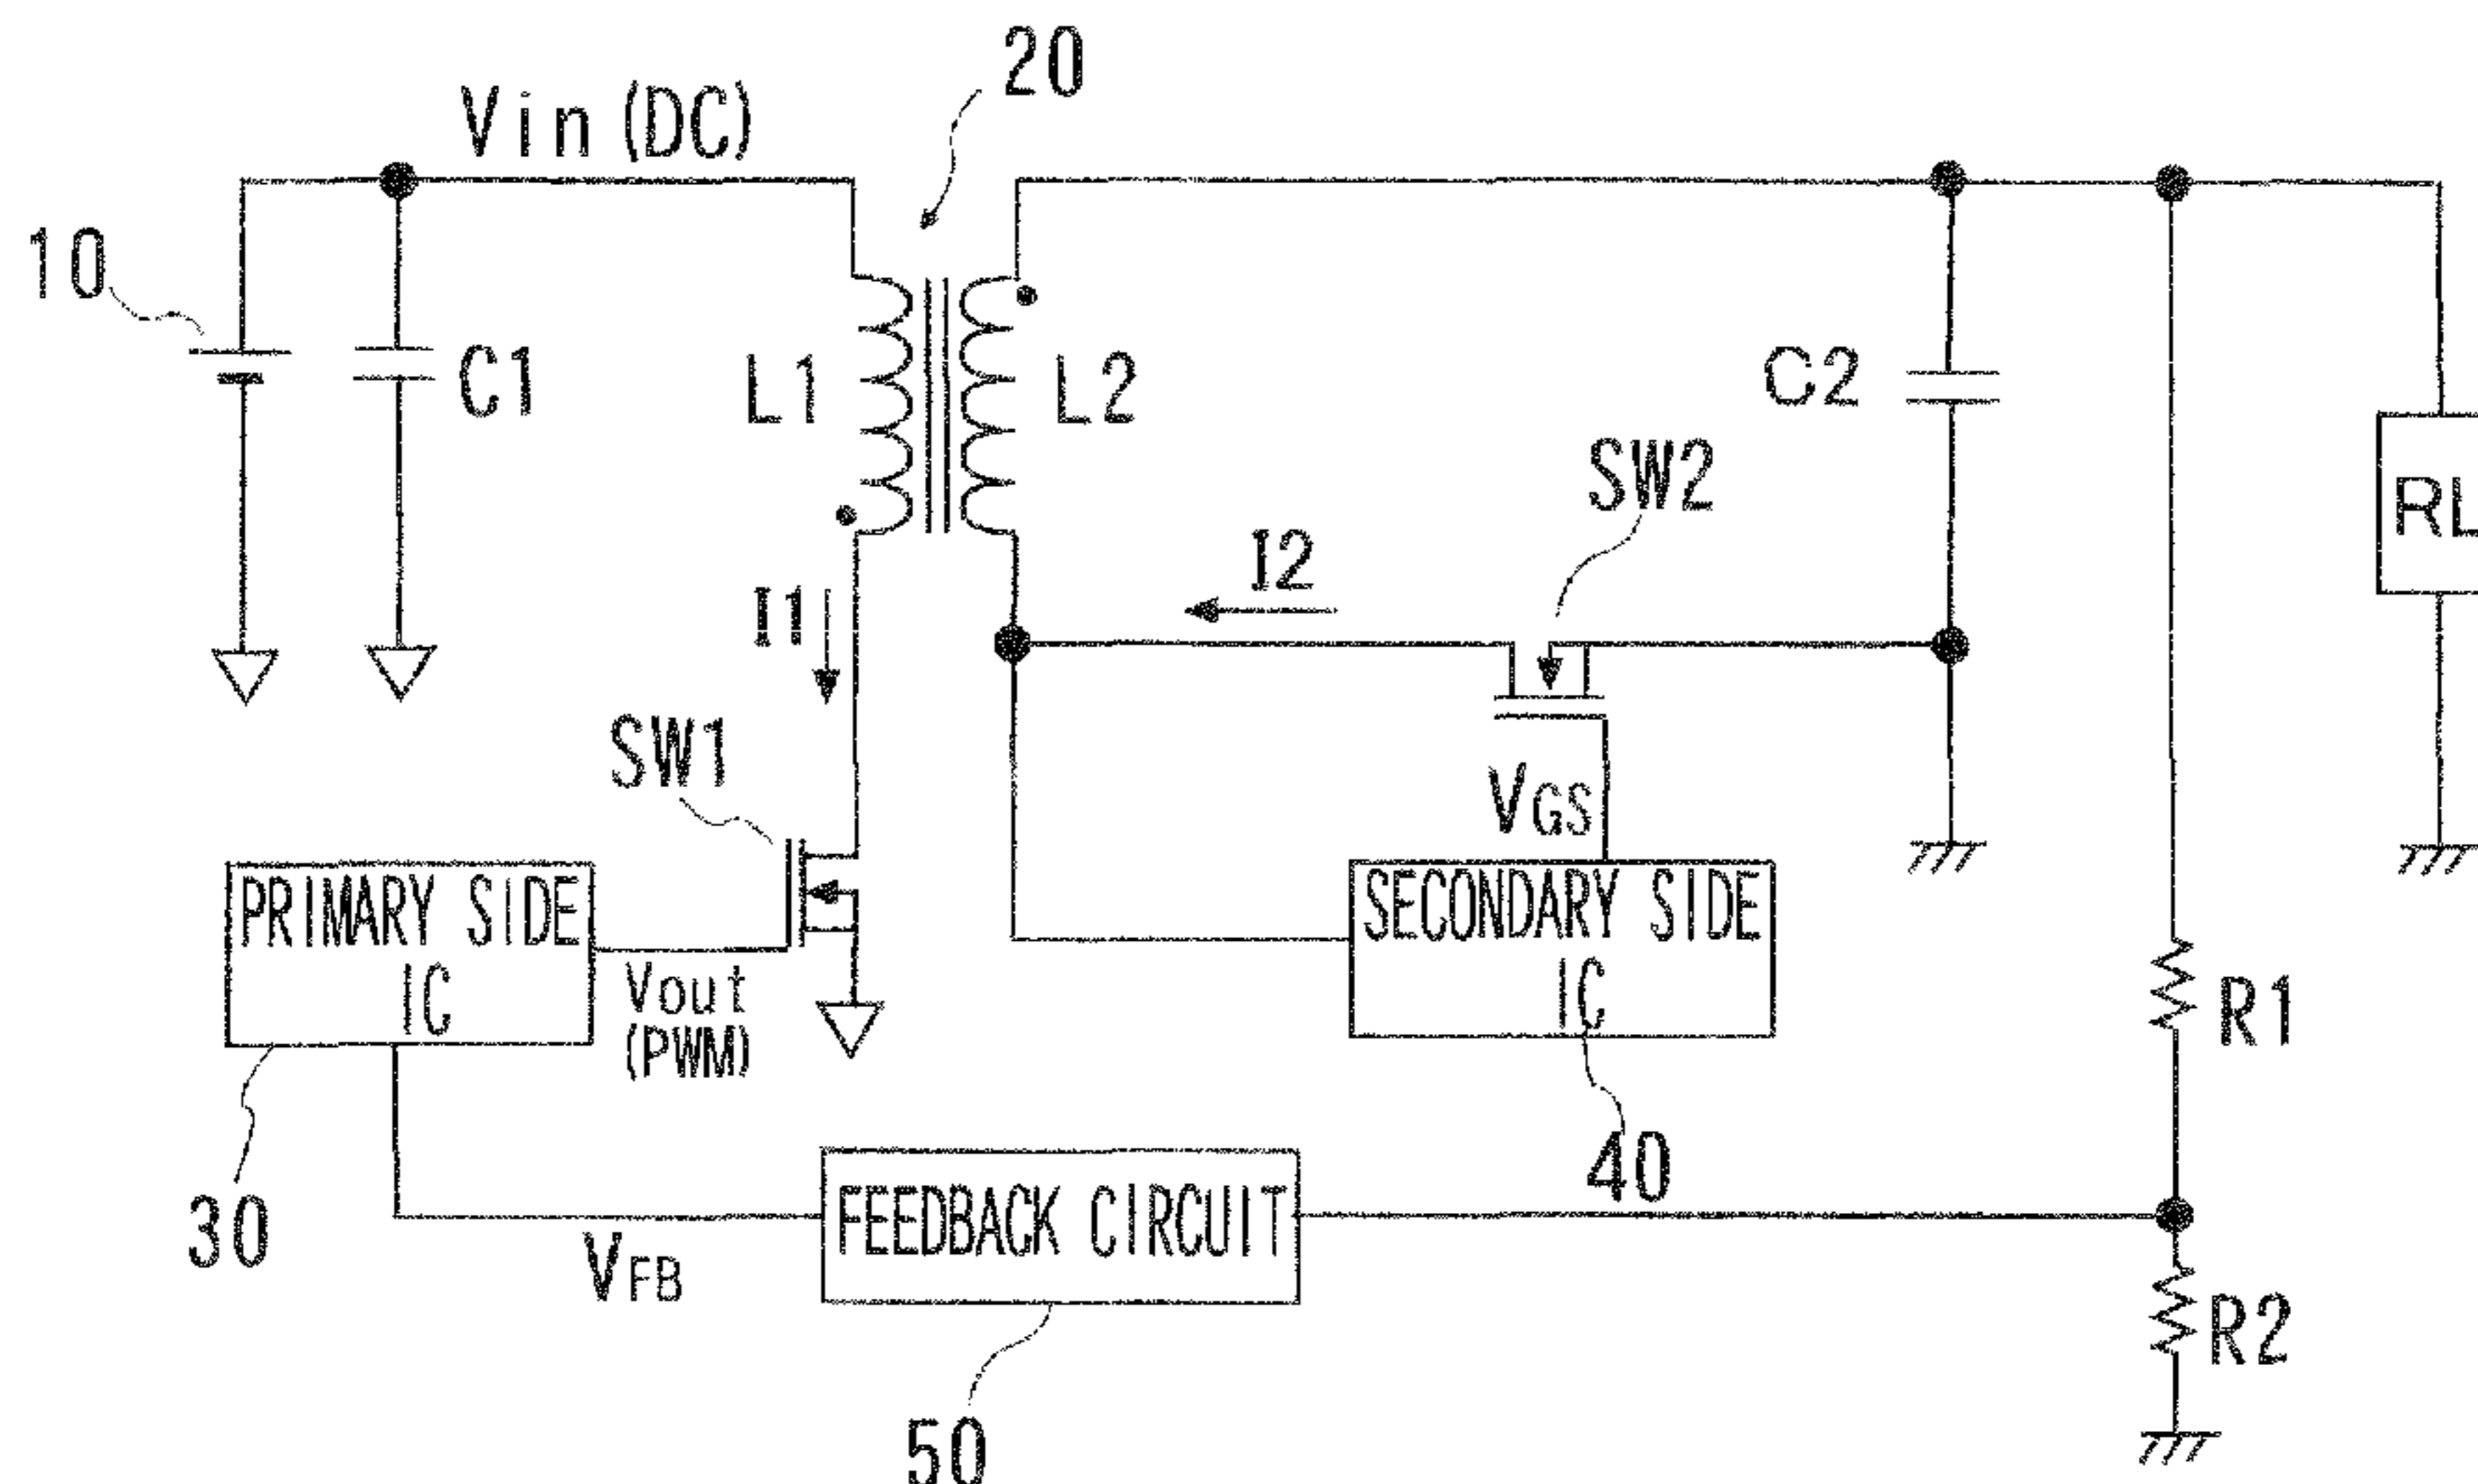 20
Vin (DC)
10
C1
L1
L2
C2
SW2
RL
I2
I1
SW1
VGS
PRIMARY SIDE
IC
SECONDARY SIDE
IC
Vout
(PWM)
R1
30
40
FEEDBACK CIRCUIT
VFB
R2
50